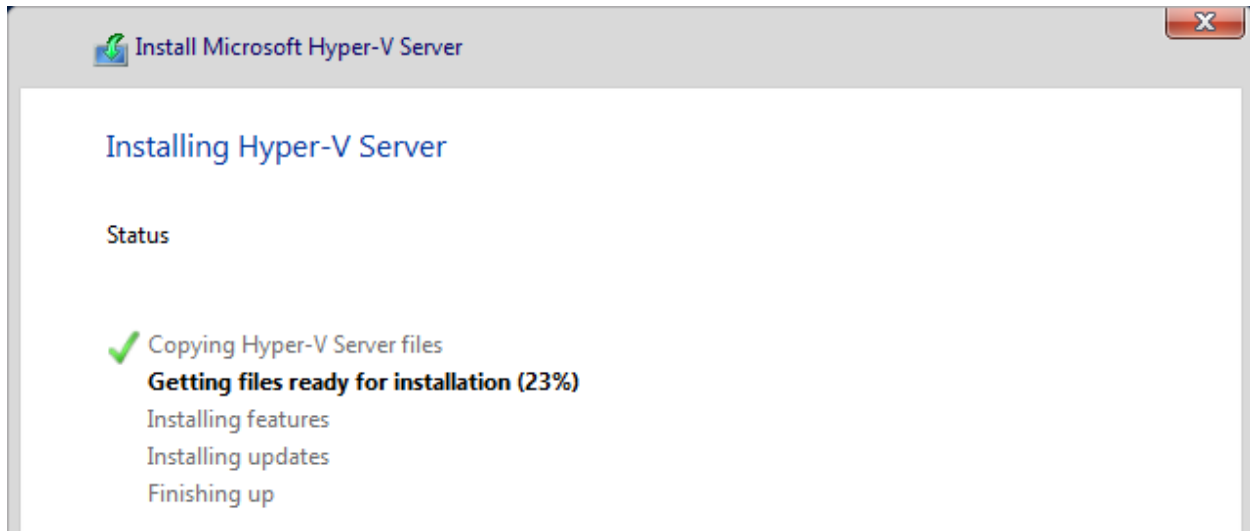 Install Microsoft Hyper-V Server
Installing Hyper-V Server
Status
Copying Hyper-V Server files
Getting files ready for installation (23%)
Installing features
Installing updates
Finishing up